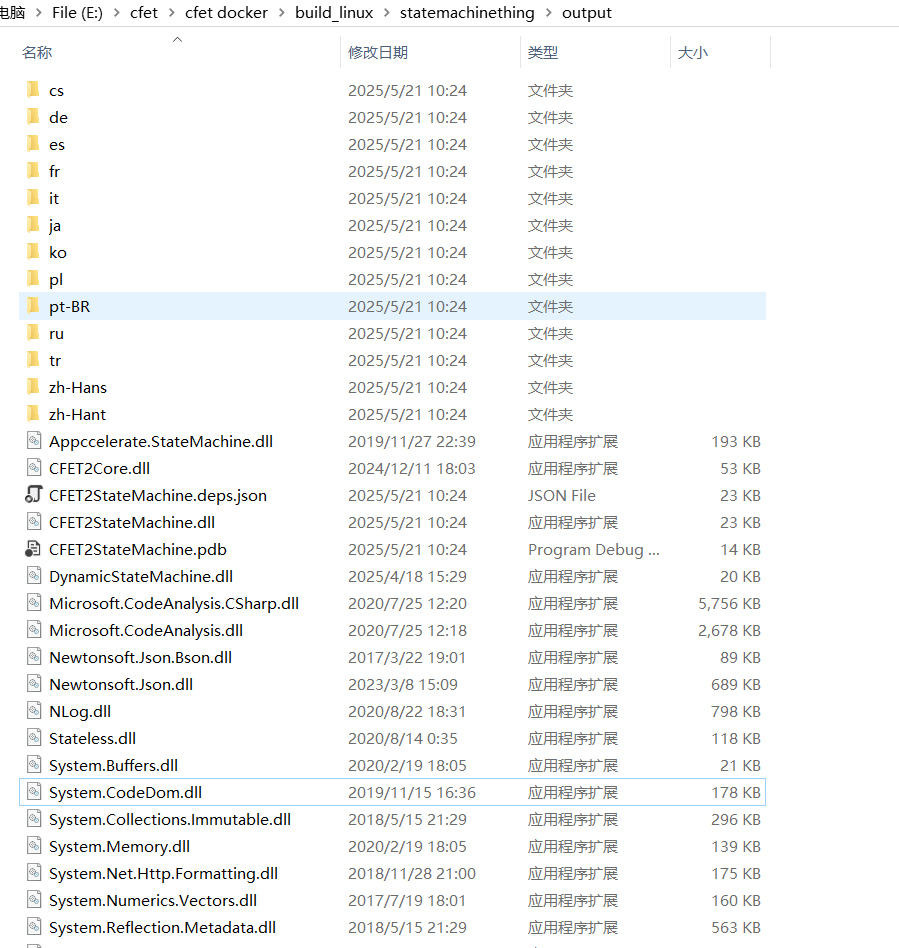 电脑 > File (E:) > cfet > cfet docker > build_linux > statemachinething > output
名称 修改日期 类型 大小
cs 2025/5/21 10:24 文件夹
de 2025/5/21 10:24 文件夹
es 2025/5/21 10:24 文件夹
fr 2025/5/21 10:24 文件夹
it 2025/5/21 10:24 文件夹
ja 2025/5/21 10:24 文件夹
ko 2025/5/21 10:24 文件夹
pl 2025/5/21 10:24 文件夹
pt-BR 2025/5/21 10:24 文件夹
ru 2025/5/21 10:24 文件夹
tr 2025/5/21 10:24 文件夹
zh-Hans 2025/5/21 10:24 文件夹
zh-Hant 2025/5/21 10:24 文件夹
Appccelerate.StateMachine.dll 2019/11/27 22:39 应用程序扩展 193 KB
CFET2Core.dll 2024/12/11 18:03 应用程序扩展 53 KB
CFET2StateMachine.deps.json 2025/5/21 10:24 JSON File 23 KB
CFET2StateMachine.dll 2025/5/21 10:24 应用程序扩展 23 KB
CFET2StateMachine.pdb 2025/5/21 10:24 Program Debug ... 14 KB
DynamicStateMachine.dll 2025/4/18 15:29 应用程序扩展 20 KB
Microsoft.CodeAnalysis.CSharp.dll 2020/7/25 12:20 应用程序扩展 5,756 KB
Microsoft.CodeAnalysis.dll 2020/7/25 12:18 应用程序扩展 2,678 KB
Newtonsoft.Json.Bson.dll 2017/3/22 19:01 应用程序扩展 89 KB
Newtonsoft.Json.dll 2023/3/8 15:09 应用程序扩展 689 KB
NLog.dll 2020/8/22 18:31 应用程序扩展 798 KB
Stateless.dll 2020/8/14 0:35 应用程序扩展 118 KB
System.Buffers.dll 2020/2/19 18:05 应用程序扩展 21 KB
System.CodeDom.dll 2019/11/15 16:36 应用程序扩展 178 KB
System.Collections.Immutable.dll 2018/5/15 21:29 应用程序扩展 296 KB
System.Memory.dll 2020/2/19 18:05 应用程序扩展 139 KB
System.Net.Http.Formatting.dll 2018/11/28 21:00 应用程序扩展 175 KB
System.Numerics.Vectors.dll 2017/7/19 18:01 应用程序扩展 160 KB
System.Reflection.Metadata.dll 2018/5/15 21:29 应用程序扩展 563 KB